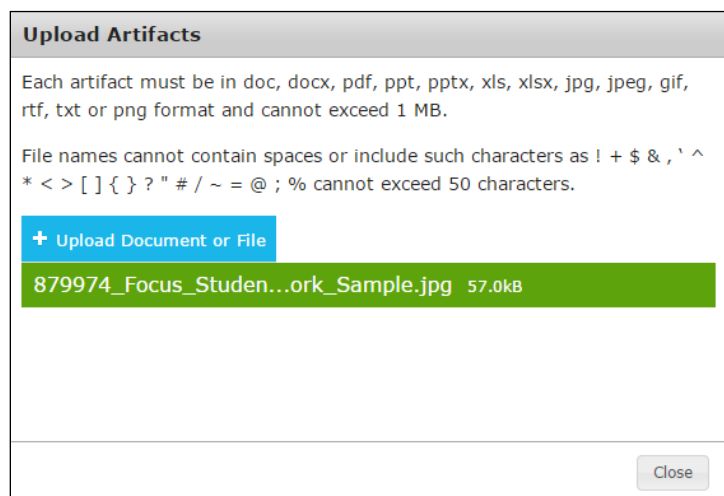 Upload Artifacts
Each artifact must be in doc, docx, pdf, ppt, pptx, xls, xlsx, jpg, jpeg, gif,
rtf, txt or png format and cannot exceed 1 MB.
File names cannot contain spaces or include such characters as ! + $ & , ‛ ^
* < > [ ] { } ? " # / ~ = @ ; % cannot exceed 50 characters.
+ Upload Document or File
879974_Focus_Studen...ork_Sample.jpg 57.0kB
Close